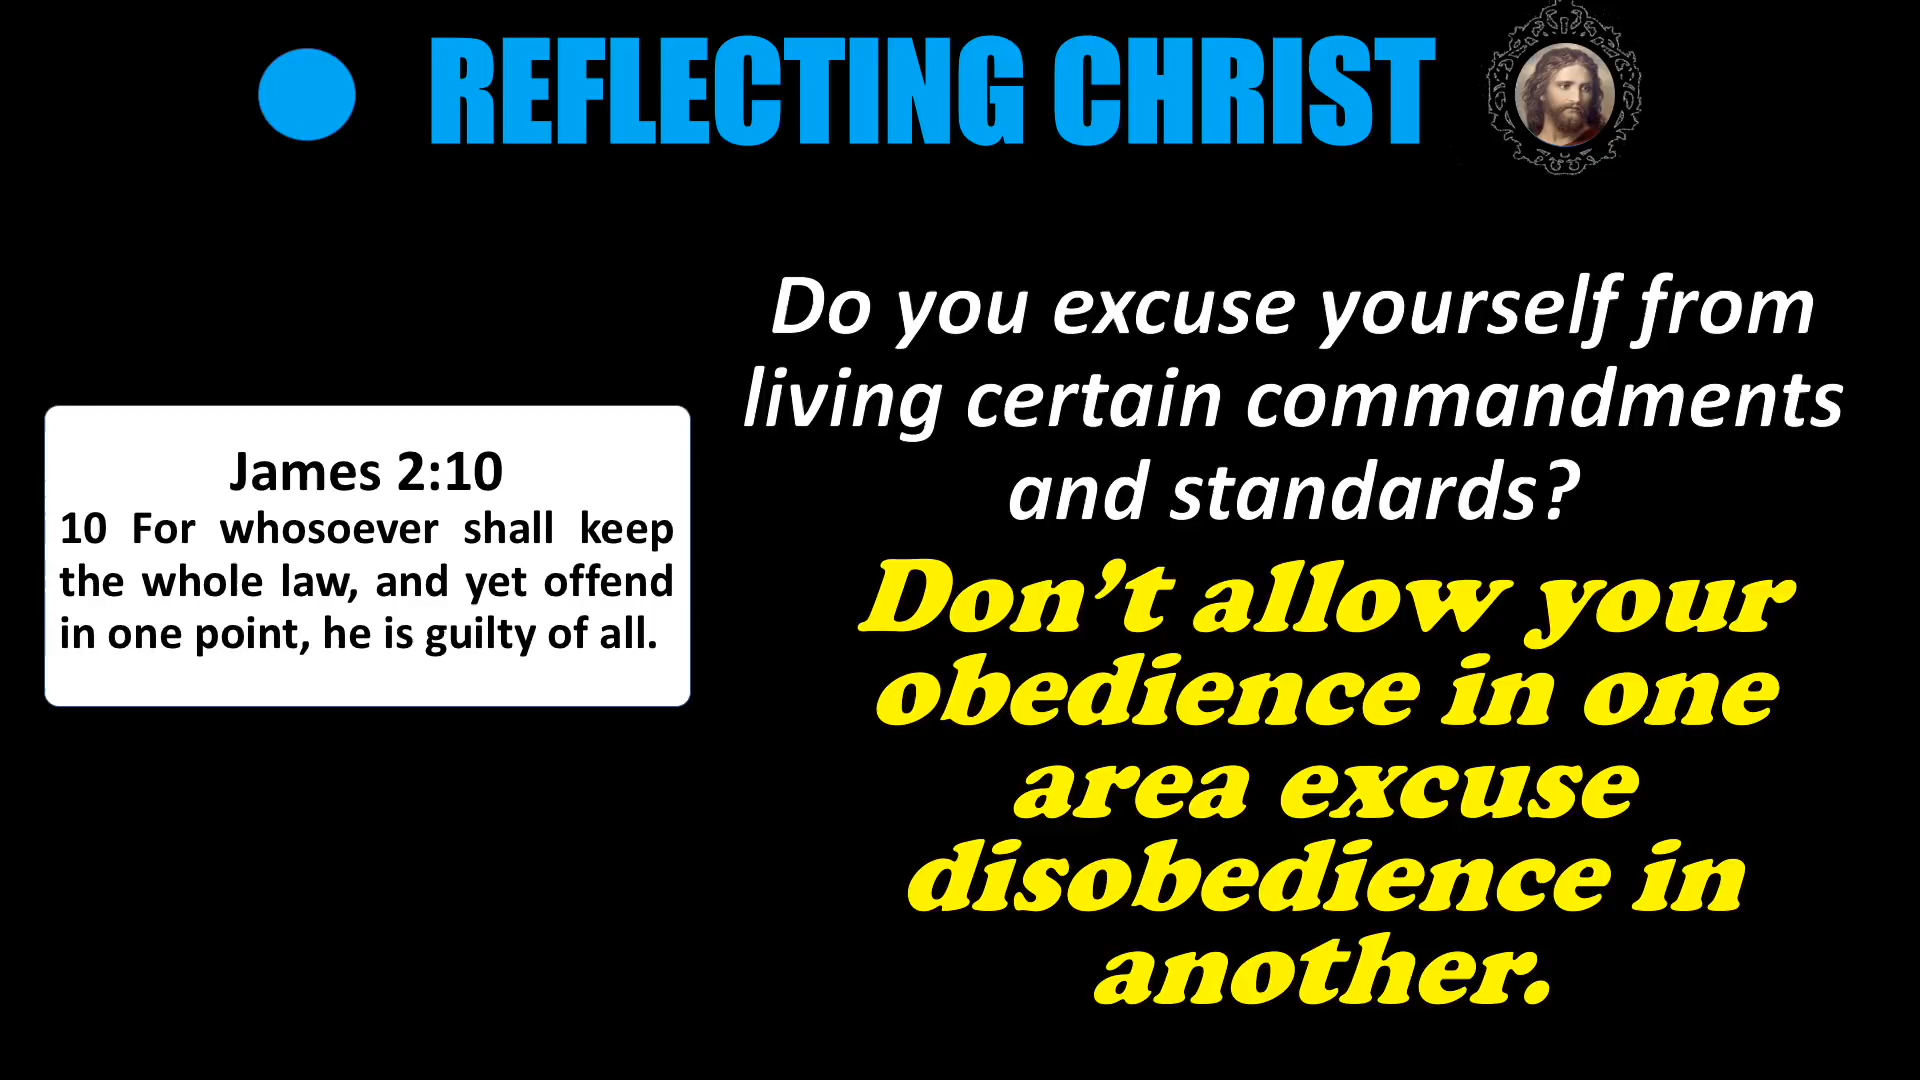 REFLECTING CHRIST
James 2:10
10 For whosoever shall keep
the whole law, and yet offend
in one point, he is guilty of all.
Do you excuse yourself from
living certain commandments
and standards?
Don’t allow your
obedience in one
area excuse
disobedience in
another.